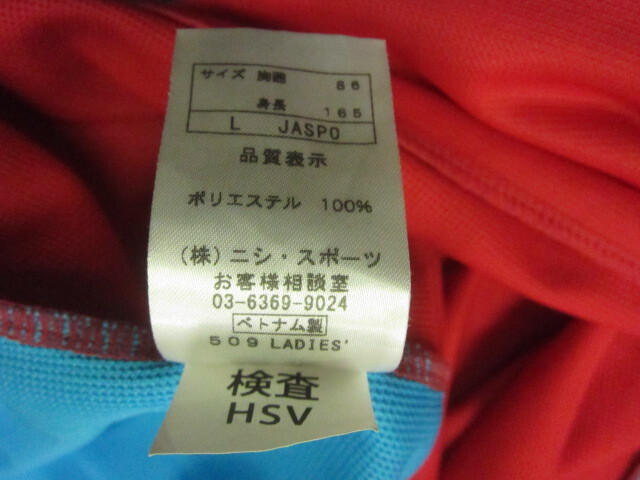 サイズ 胸囲 86
身長 165
L JASPO
品質表示
ポリエステル 100%
(株)ニシ・スポーツ
お客様相談室
03-6369-9024
ベトナム製
509 LADIES'
検査
HSV